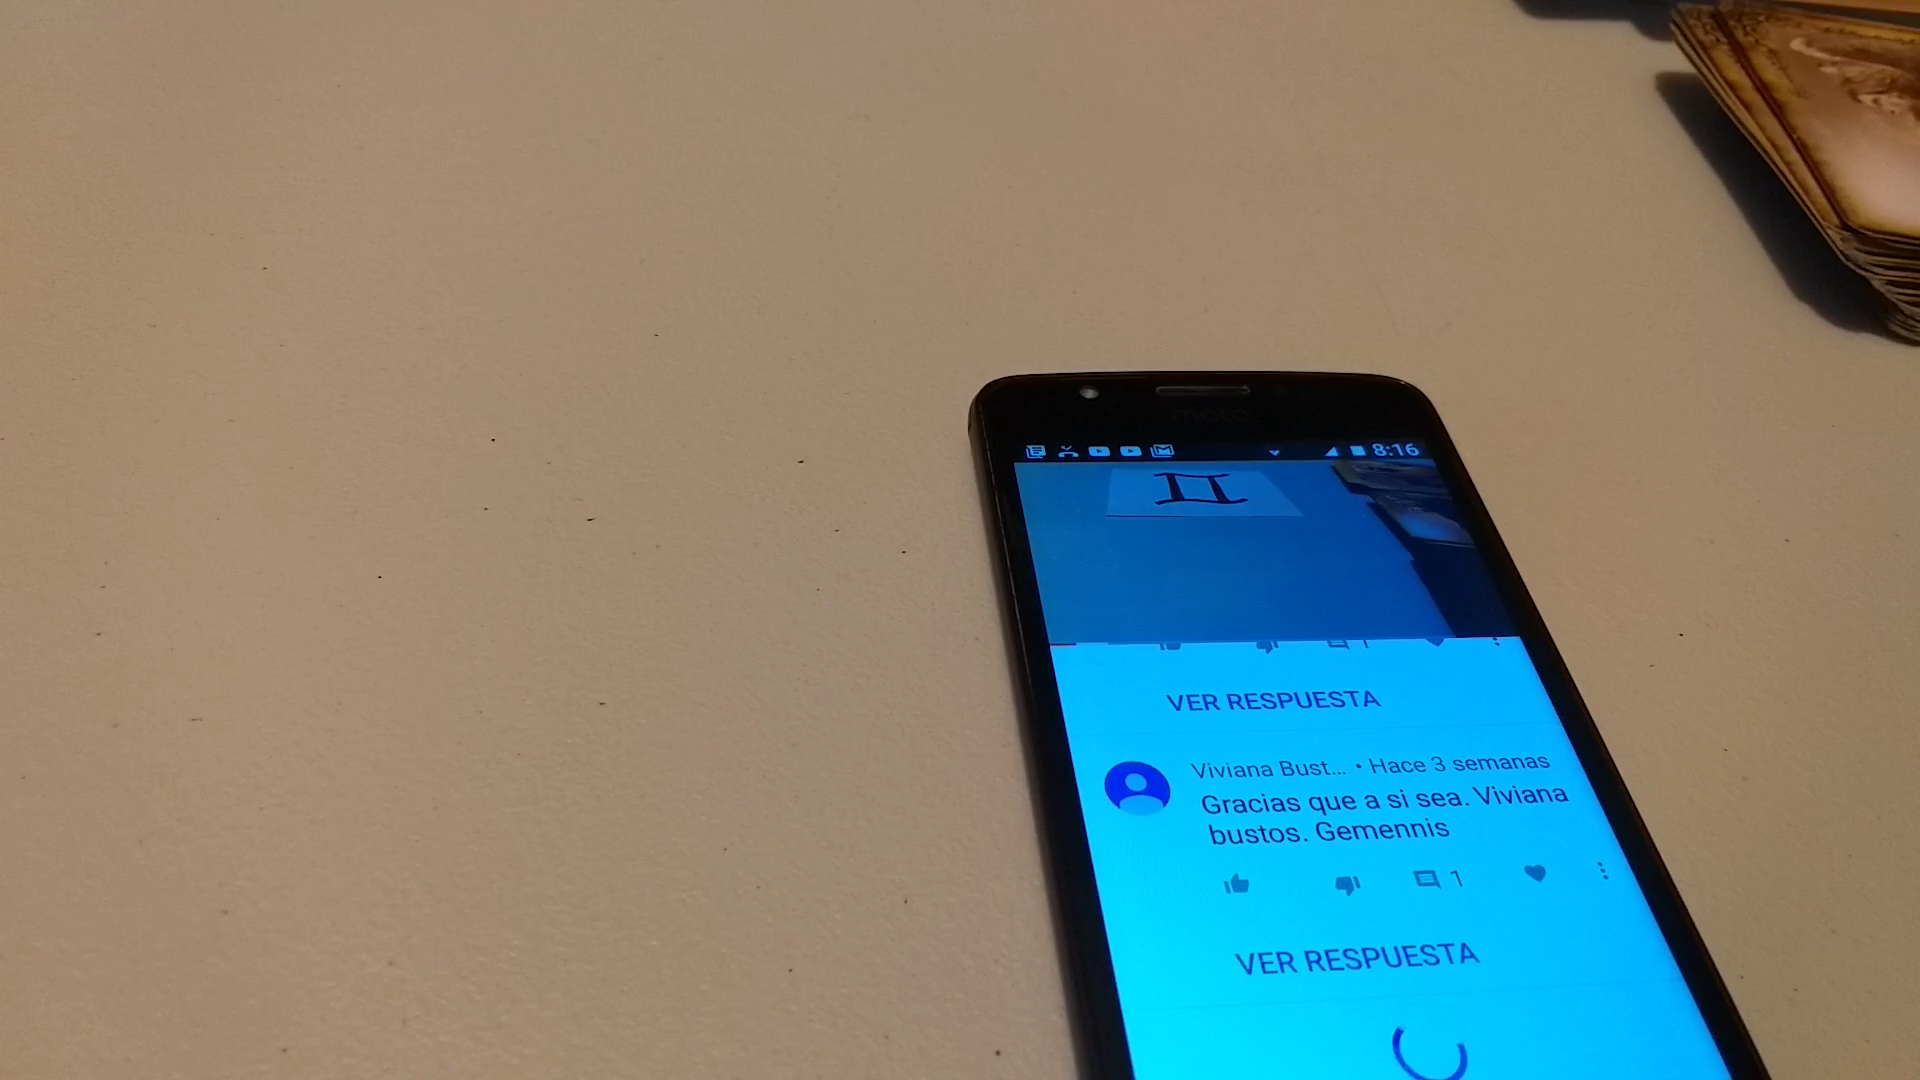 moto
8:16
VER RESPUESTA
Viviana Bust... • Hace 3 semanas
Gracias que a si sea. Viviana
bustos. Gemennis
1
VER RESPUESTA